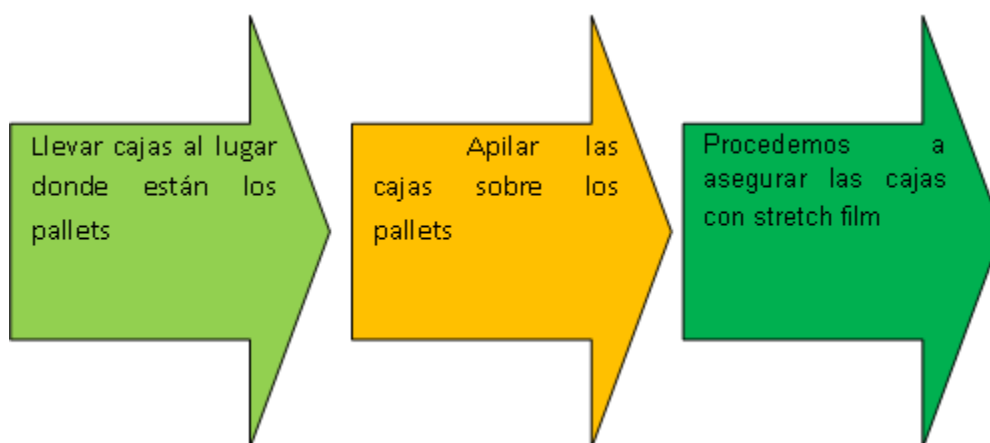 Llevar cajas al lugar
donde están los
pallets
Apilar las
cajas sobre los
pallets
Procedemos a
asegurar las cajas
con stretch film